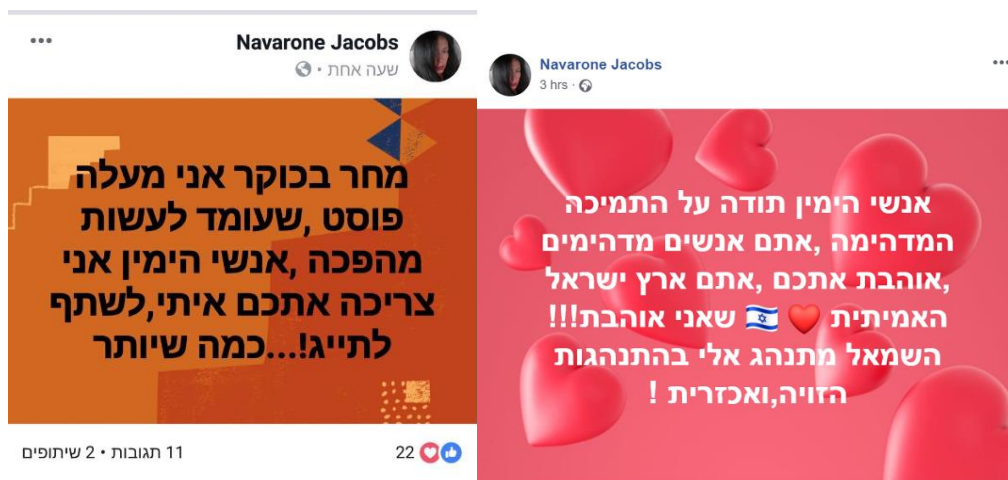 Navarone Jacobs
שעה אחת
מחר בכוקר אני מעלה
פוסט ,שעומד לעשות
מהפכה ,אנשי הימין אני
צריכה אתכם איתי,לשתף
לתייג!...כמה שיותר
22
11 תגובות • 2 שיתופים
Navarone Jacobs
3 hrs
אנשי הימין תודה על התמיכה
המדהימה ,אתם אנשים מדהימים
,אוהבת אתכם ,אתם ארץ ישראל
האמיתית ❤️ 🇮🇱 שאני אוהבת!!!
השמאל מתנהג אלי בהתנהגות
הזויה,ואכזרית !